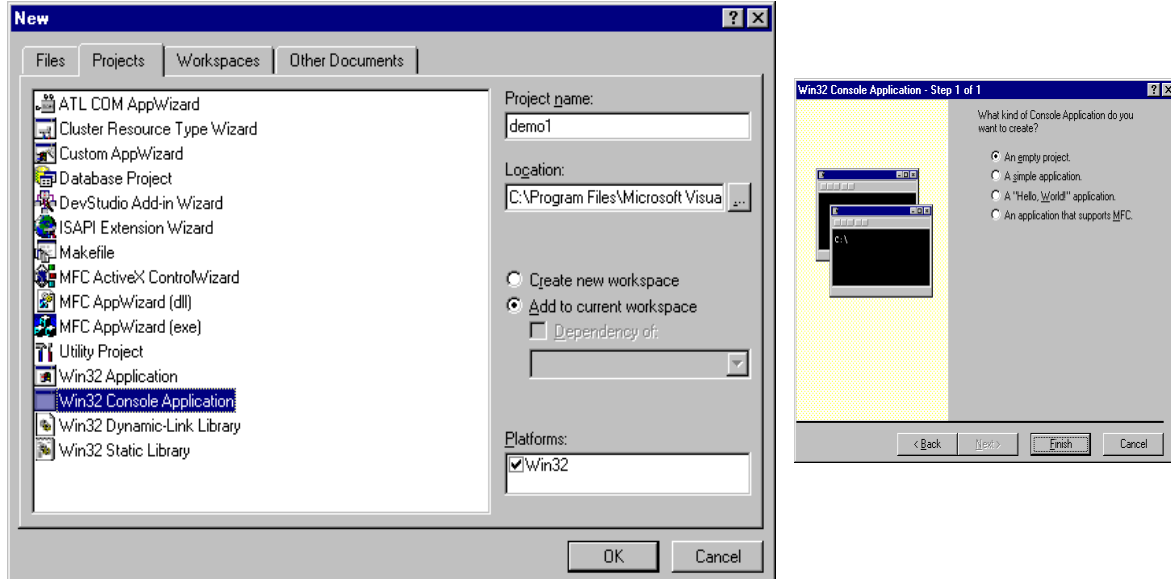 New
Files
Projects
Workspaces
Other Documents
ATL COM AppWizard
Cluster Resource Type Wizard
Custom AppWizard
Database Project
DevStudio Add-in Wizard
ISAPI Extension Wizard
Makefile
MFC ActiveX ControlWizard
MFC AppWizard (dll)
MFC AppWizard (exe)
Utility Project
Win32 Application
Win32 Console Application
Win32 Dynamic-Link Library
Win32 Static Library
Project name:
demo1
Location:
C:\Program Files\Microsoft Visua
...
Create new workspace
Add to current workspace
Dependency of:
Platforms:
Win32
OK
Cancel
Win32 Console Application - Step 1 of 1
What kind of Console Application do you
want to create?
An empty project.
A simple application.
A "Hello, World!" application.
An application that supports MFC.
C:\
< Back
Next >
Finish
Cancel